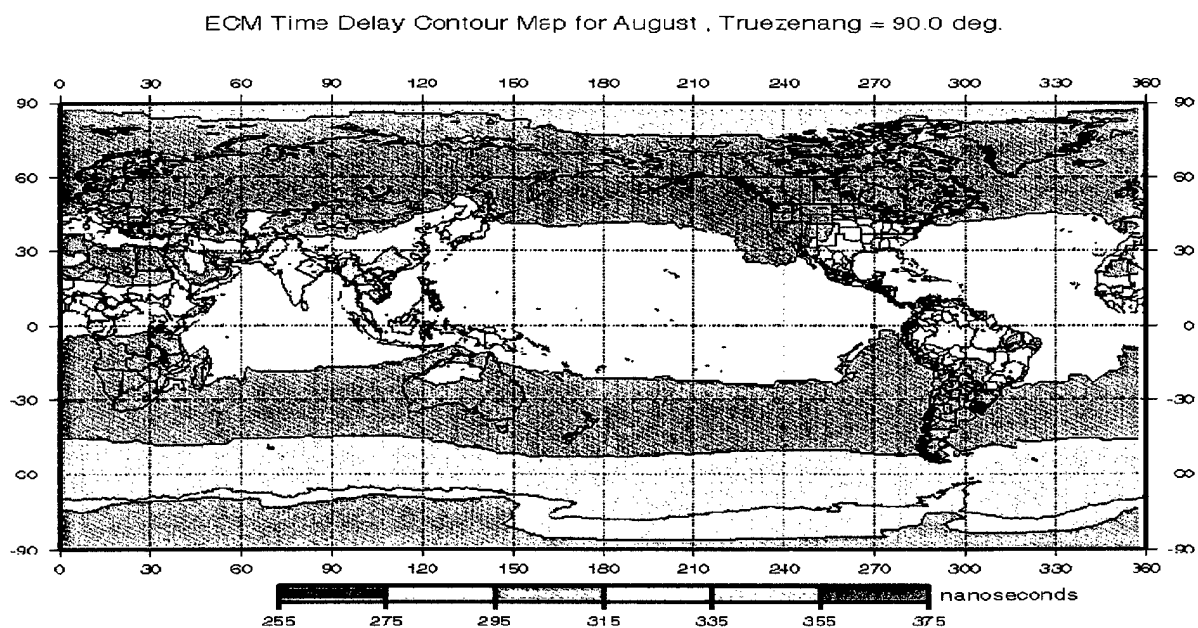 ECM Time Delay Contour Map for August , Truezenang = 90.0 deg.
0 30 60 90 120 150 180 210 240 270 300 330 360
90 90
60 60
30 30
0 0
-30 -30
-60 -60
-90 -90
0 30 60 90 120 150 180 210 240 270 300 330 360
nanoseconds
255 275 295 315 335 355 375